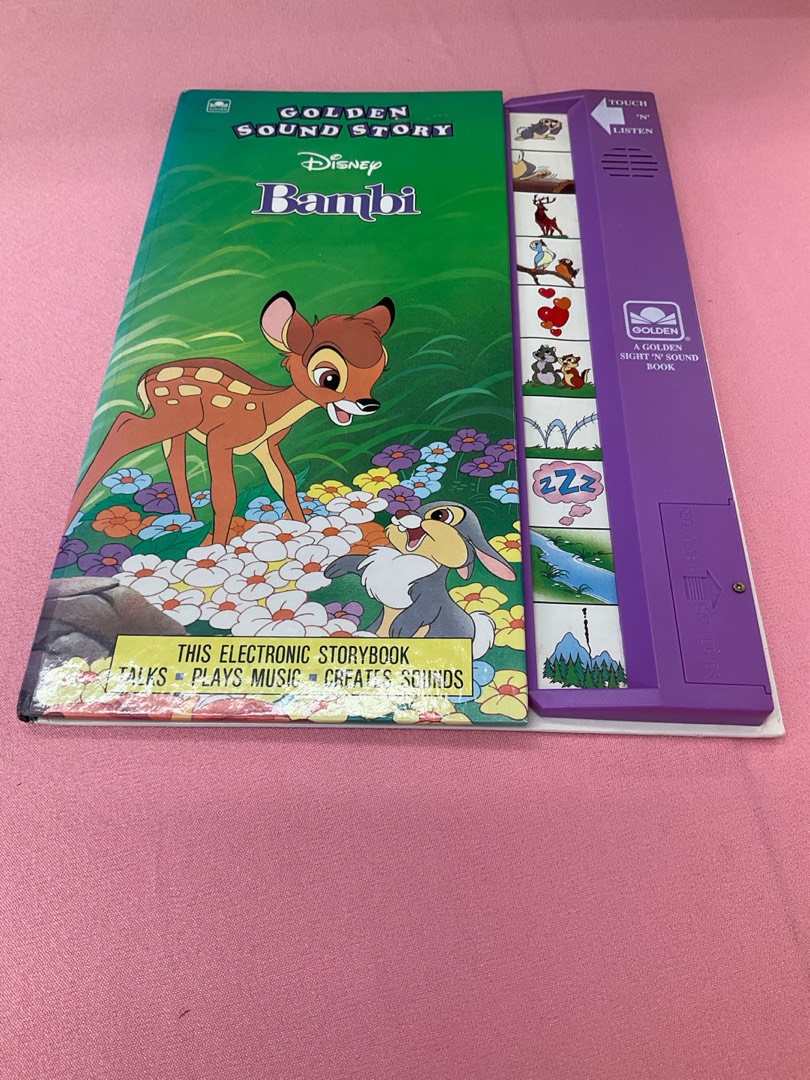 GOLDEN
SOUND STORY
Disney
Bambi
THIS ELECTRONIC STORYBOOK
TALKS ▪ PLAYS MUSIC ▪ CREATES SOUNDS
TOUCH
'N'
LISTEN
ZZZ
GOLDEN®
A GOLDEN
SIGHT 'N' SOUND
BOOK